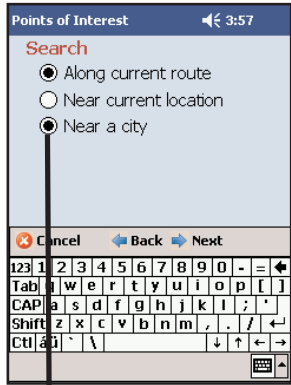 Points of Interest 3:57
Search
Along current route
Near current location
Near a city
Cancel Back Next
123 1 2 3 4 5 6 7 8 9 0 - =
Tab q w e r t y u i o p [ ]
CAP a s d f g h j k l ; '
Shift z x c v b n m , . /
Ctl áü ` \